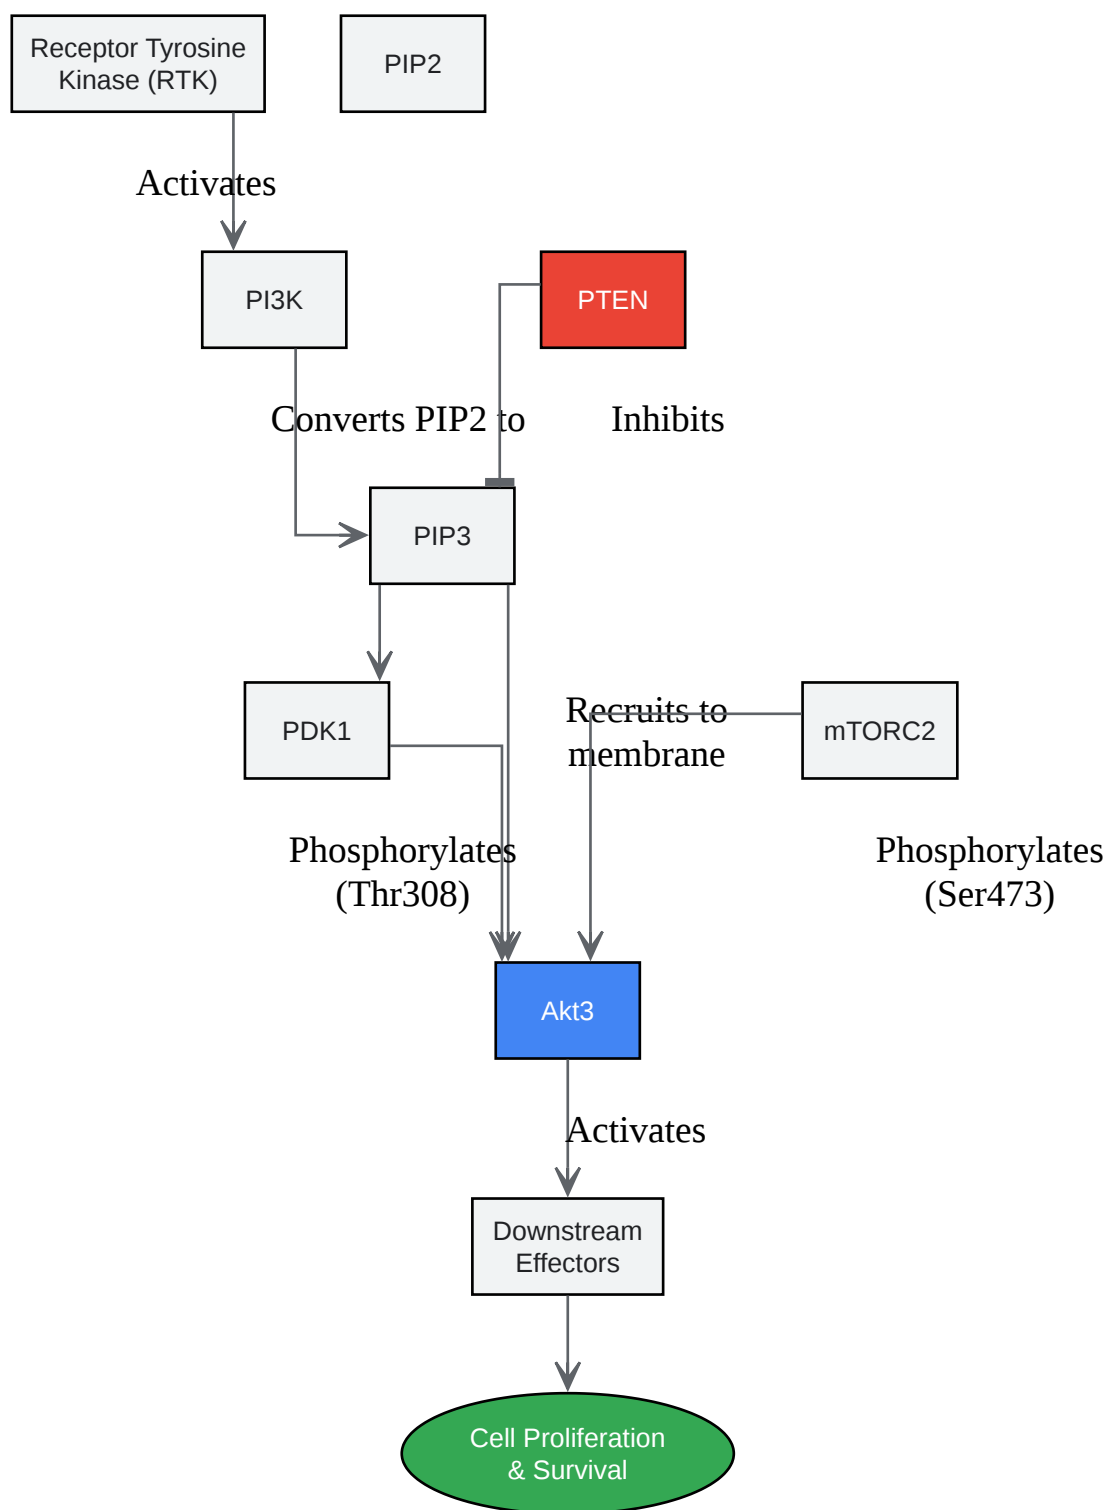 Receptor Tyrosine
Kinase (RTK)
PIP2
Activates
PI3K
PTEN
Converts PIP2 to
Inhibits
PIP3
PDK1
Recruits to
membrane
mTORC2
Phosphorylates
(Thr308)
Phosphorylates
(Ser473)
Akt3
Activates
Downstream
Effectors
Cell Proliferation
& Survival